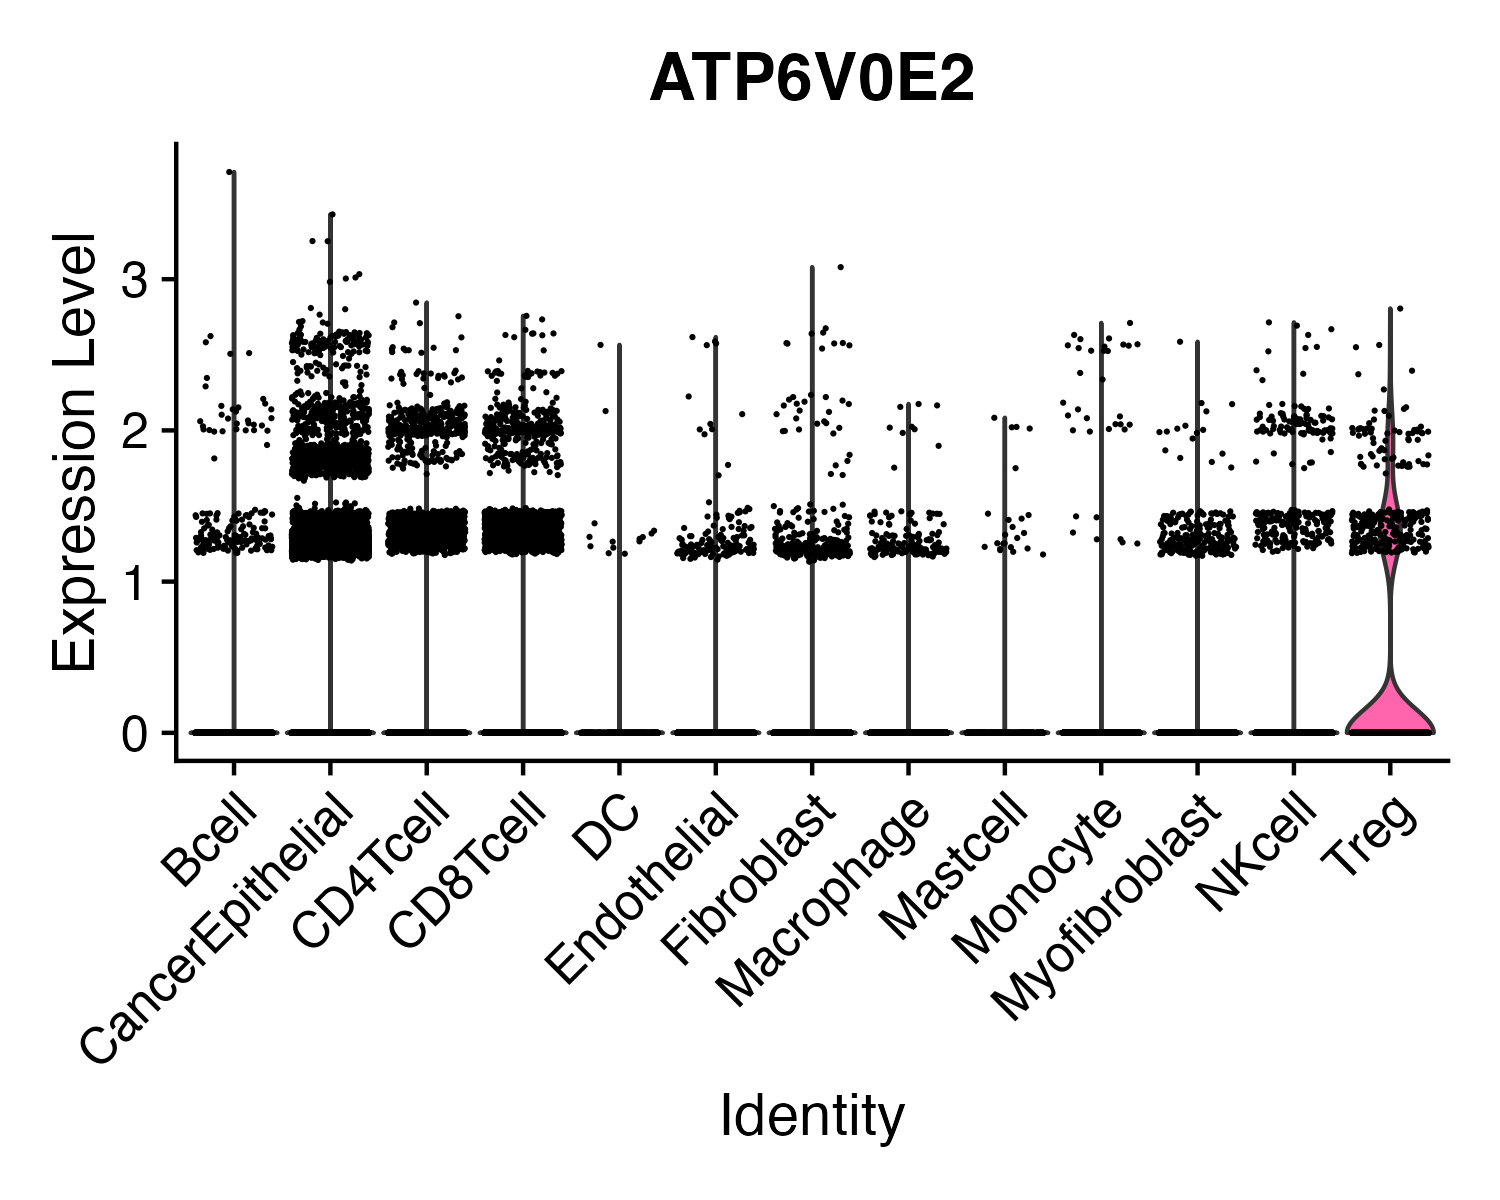 ATP6V0E2
Expression Level
3
2
1
0
Bcell
CancerEpithelial
CD4Tcell
CD8Tcell
DC
Endothelial
Fibroblast
Macrophage
Mastcell
Monocyte
Myofibroblast
NKcell
Treg
Identity